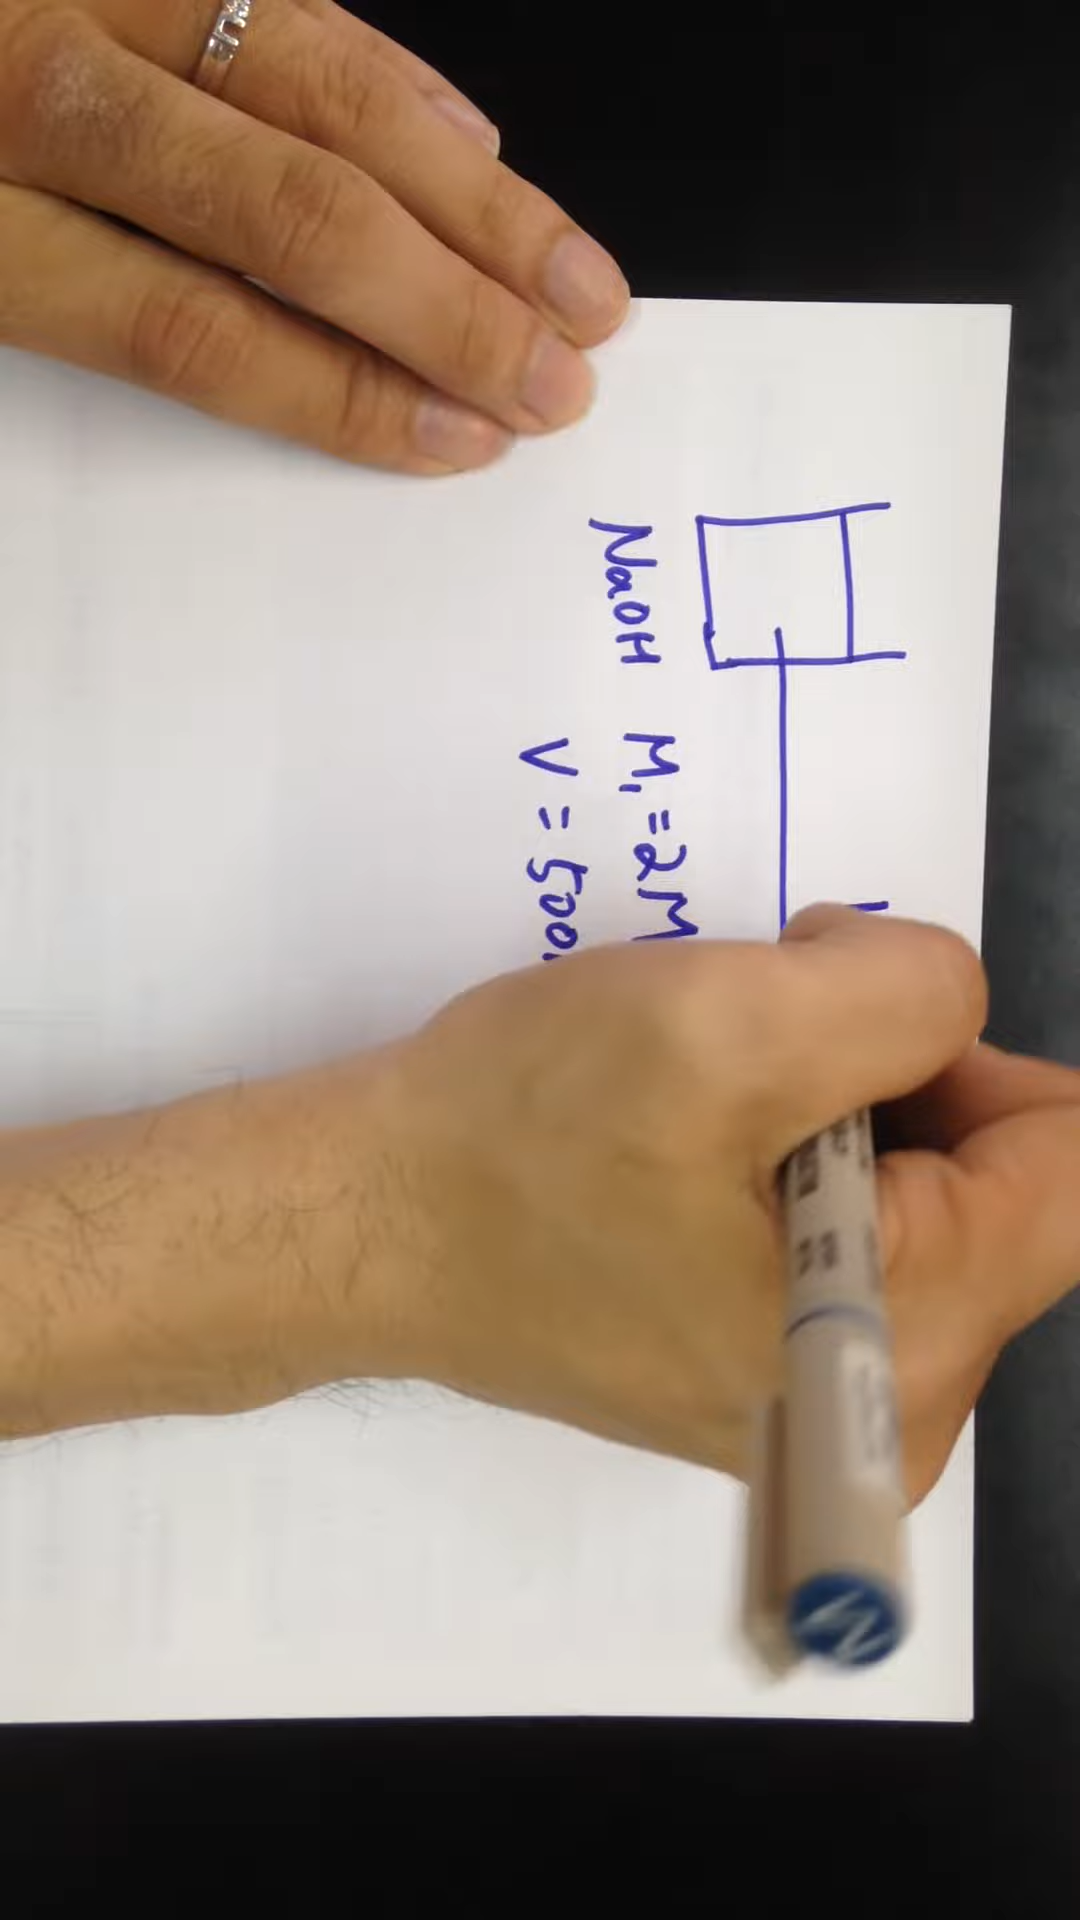 NaOH M₁ = 2M
V = 500